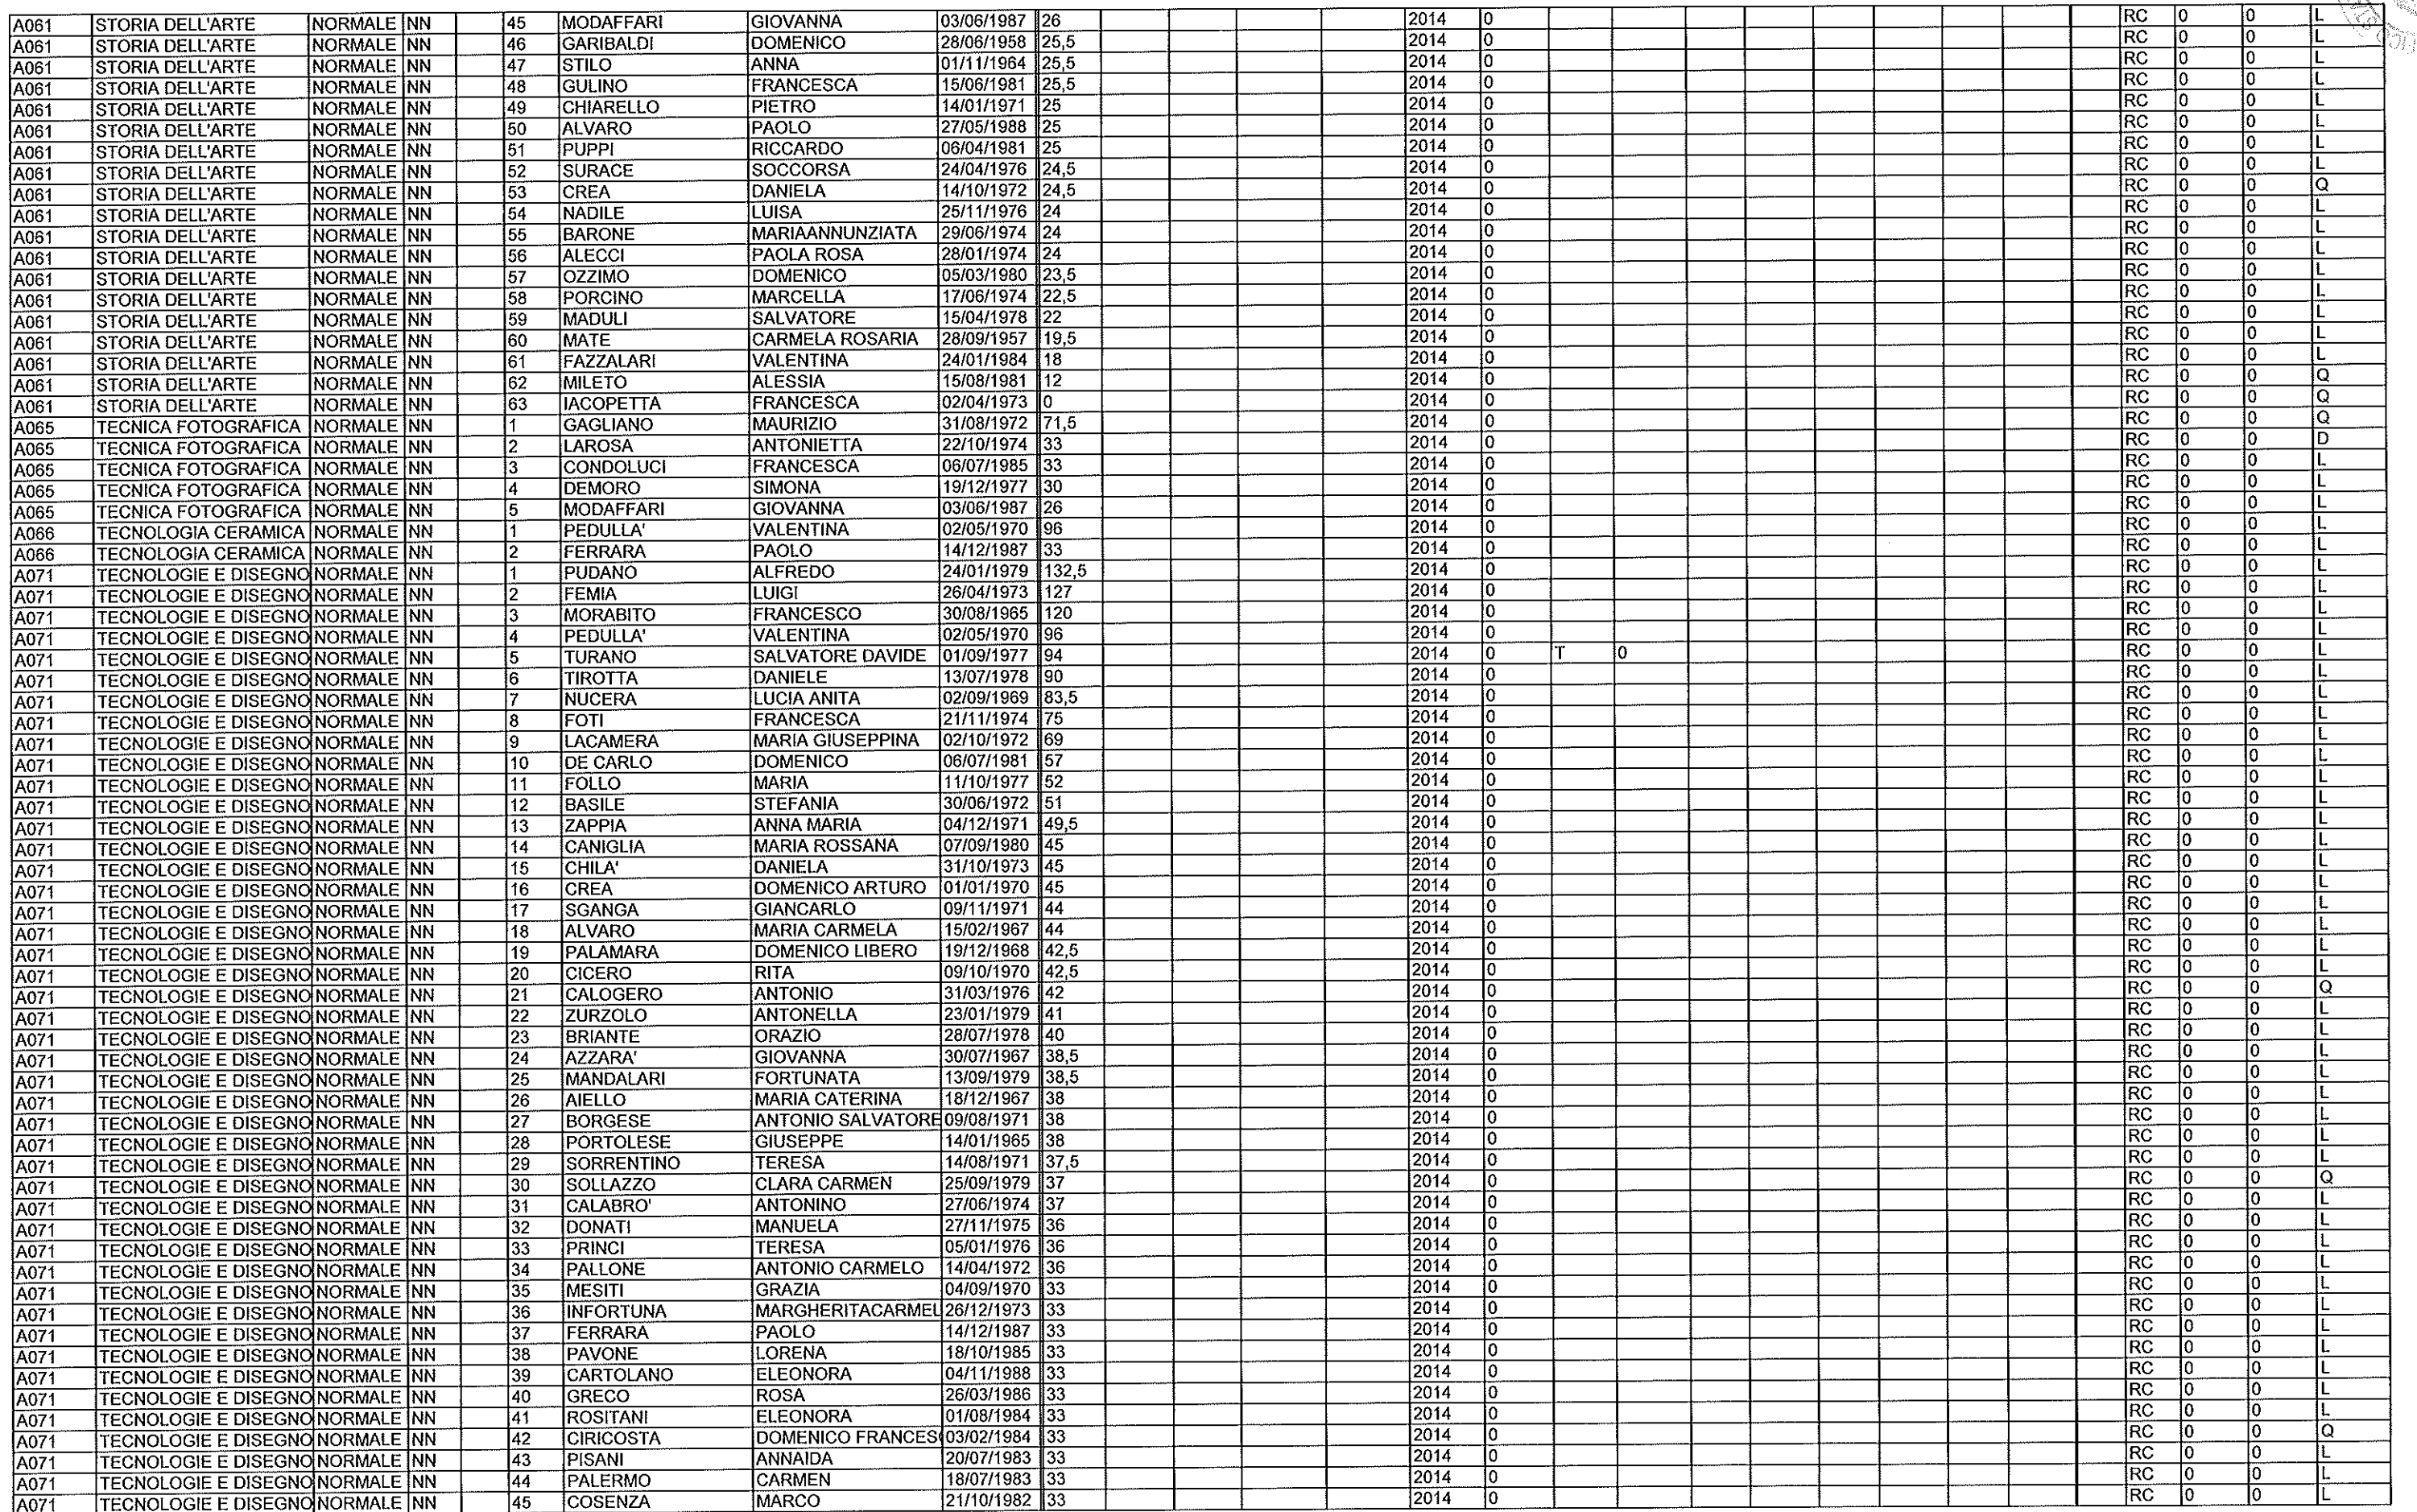 A061 STORIA DELL'ARTE NORMALE NN 45 MODAFFARI GIOVANNA 03/06/1987 26 2014 0 RC 0 0 L
A061 STORIA DELL'ARTE NORMALE NN 46 GARIBALDI DOMENICO 28/06/1958 25,5 2014 0 RC 0 0 L
A061 STORIA DELL'ARTE NORMALE NN 47 STILO ANNA 01/11/1964 25,5 2014 0 RC 0 0 L
A061 STORIA DELL'ARTE NORMALE NN 48 GULINO FRANCESCA 15/06/1981 25,5 2014 0 RC 0 0 L
A061 STORIA DELL'ARTE NORMALE NN 49 CHIARELLO PIETRO 14/01/1971 25 2014 0 RC 0 0 L
A061 STORIA DELL'ARTE NORMALE NN 50 ALVARO PAOLO 27/05/1988 25 2014 0 RC 0 0 L
A061 STORIA DELL'ARTE NORMALE NN 51 PUPPI RICCARDO 06/04/1981 25 2014 0 RC 0 0 L
A061 STORIA DELL'ARTE NORMALE NN 52 SURACE SOCCORSA 24/04/1976 24,5 2014 0 RC 0 0 L
A061 STORIA DELL'ARTE NORMALE NN 53 CREA DANIELA 14/10/1972 24,5 2014 0 RC 0 0 Q
A061 STORIA DELL'ARTE NORMALE NN 54 NADILE LUISA 25/11/1976 24 2014 0 RC 0 0 L
A061 STORIA DELL'ARTE NORMALE NN 55 BARONE MARIAANNUNZIATA 29/06/1974 24 2014 0 RC 0 0 L
A061 STORIA DELL'ARTE NORMALE NN 56 ALECCI PAOLA ROSA 28/01/1974 24 2014 0 RC 0 0 L
A061 STORIA DELL'ARTE NORMALE NN 57 OZZIMO DOMENICO 05/03/1980 23,5 2014 0 RC 0 0 L
A061 STORIA DELL'ARTE NORMALE NN 58 PORCINO MARCELLA 17/06/1974 22,5 2014 0 RC 0 0 L
A061 STORIA DELL'ARTE NORMALE NN 59 MADULI SALVATORE 15/04/1978 22 2014 0 RC 0 0 L
A061 STORIA DELL'ARTE NORMALE NN 60 MATE CARMELA ROSARIA 28/09/1957 19,5 2014 0 RC 0 0 L
A061 STORIA DELL'ARTE NORMALE NN 61 FAZZALARI VALENTINA 24/01/1984 18 2014 0 RC 0 0 L
A061 STORIA DELL'ARTE NORMALE NN 62 MILETO ALESSIA 15/08/1981 12 2014 0 RC 0 0 Q
A061 STORIA DELL'ARTE NORMALE NN 63 IACOPETTA FRANCESCA 02/04/1973 0 2014 0 RC 0 0 Q
A065 TECNICA FOTOGRAFICA NORMALE NN 1 GAGLIANO MAURIZIO 31/08/1972 71,5 2014 0 RC 0 0 Q
A065 TECNICA FOTOGRAFICA NORMALE NN 2 LAROSA ANTONIETTA 22/10/1974 33 2014 0 RC 0 0 D
A065 TECNICA FOTOGRAFICA NORMALE NN 3 CONDOLUCI FRANCESCA 06/07/1985 33 2014 0 RC 0 0 L
A065 TECNICA FOTOGRAFICA NORMALE NN 4 DEMORO SIMONA 19/12/1977 30 2014 0 RC 0 0 L
A065 TECNICA FOTOGRAFICA NORMALE NN 5 MODAFFARI GIOVANNA 03/06/1987 26 2014 0 RC 0 0 L
A066 TECNOLOGIA CERAMICA NORMALE NN 1 PEDULLA' VALENTINA 02/05/1970 96 2014 0 RC 0 0 L
A066 TECNOLOGIA CERAMICA NORMALE NN 2 FERRARA PAOLO 14/12/1987 33 2014 0 RC 0 0 L
A071 TECNOLOGIE E DISEGNO NORMALE NN 1 PUDANO ALFREDO 24/01/1979 132,5 2014 0 RC 0 0 L
A071 TECNOLOGIE E DISEGNO NORMALE NN 2 FEMIA LUIGI 26/04/1973 127 2014 0 RC 0 0 L
A071 TECNOLOGIE E DISEGNO NORMALE NN 3 MORABITO FRANCESCO 30/08/1965 120 2014 0 RC 0 0 L
A071 TECNOLOGIE E DISEGNO NORMALE NN 4 PEDULLA' VALENTINA 02/05/1970 96 2014 0 RC 0 0 L
A071 TECNOLOGIE E DISEGNO NORMALE NN 5 TURANO SALVATORE DAVIDE 01/09/1977 94 2014 0 T 0 RC 0 0 L
A071 TECNOLOGIE E DISEGNO NORMALE NN 6 TIROTTA DANIELE 13/07/1978 90 2014 0 RC 0 0 L
A071 TECNOLOGIE E DISEGNO NORMALE NN 7 NUCERA LUCIA ANITA 02/09/1969 83,5 2014 0 RC 0 0 L
A071 TECNOLOGIE E DISEGNO NORMALE NN 8 FOTI FRANCESCA 21/11/1974 75 2014 0 RC 0 0 L
A071 TECNOLOGIE E DISEGNO NORMALE NN 9 LACAMERA MARIA GIUSEPPINA 02/10/1972 69 2014 0 RC 0 0 L
A071 TECNOLOGIE E DISEGNO NORMALE NN 10 DE CARLO DOMENICO 06/07/1981 57 2014 0 RC 0 0 L
A071 TECNOLOGIE E DISEGNO NORMALE NN 11 FOLLO MARIA 11/10/1977 52 2014 0 RC 0 0 L
A071 TECNOLOGIE E DISEGNO NORMALE NN 12 BASILE STEFANIA 30/06/1972 51 2014 0 RC 0 0 L
A071 TECNOLOGIE E DISEGNO NORMALE NN 13 ZAPPIA ANNA MARIA 04/12/1971 49,5 2014 0 RC 0 0 L
A071 TECNOLOGIE E DISEGNO NORMALE NN 14 CANIGLIA MARIA ROSSANA 07/09/1980 45 2014 0 RC 0 0 L
A071 TECNOLOGIE E DISEGNO NORMALE NN 15 CHILA' DANIELA 31/10/1973 45 2014 0 RC 0 0 L
A071 TECNOLOGIE E DISEGNO NORMALE NN 16 CREA DOMENICO ARTURO 01/01/1970 45 2014 0 RC 0 0 L
A071 TECNOLOGIE E DISEGNO NORMALE NN 17 SGANGA GIANCARLO 09/11/1971 44 2014 0 RC 0 0 L
A071 TECNOLOGIE E DISEGNO NORMALE NN 18 ALVARO MARIA CARMELA 15/02/1967 44 2014 0 RC 0 0 L
A071 TECNOLOGIE E DISEGNO NORMALE NN 19 PALAMARA DOMENICO LIBERO 19/12/1968 42,5 2014 0 RC 0 0 L
A071 TECNOLOGIE E DISEGNO NORMALE NN 20 CICERO RITA 09/10/1970 42,5 2014 0 RC 0 0 L
A071 TECNOLOGIE E DISEGNO NORMALE NN 21 CALOGERO ANTONIO 31/03/1976 42 2014 0 RC 0 0 Q
A071 TECNOLOGIE E DISEGNO NORMALE NN 22 ZURZOLO ANTONELLA 23/01/1979 41 2014 0 RC 0 0 L
A071 TECNOLOGIE E DISEGNO NORMALE NN 23 BRIANTE ORAZIO 28/07/1978 40 2014 0 RC 0 0 L
A071 TECNOLOGIE E DISEGNO NORMALE NN 24 AZZARA' GIOVANNA 30/07/1967 38,5 2014 0 RC 0 0 L
A071 TECNOLOGIE E DISEGNO NORMALE NN 25 MANDALARI FORTUNATA 13/09/1979 38,5 2014 0 RC 0 0 L
A071 TECNOLOGIE E DISEGNO NORMALE NN 26 AIELLO MARIA CATERINA 18/12/1967 38 2014 0 RC 0 0 L
A071 TECNOLOGIE E DISEGNO NORMALE NN 27 BORGESE ANTONIO SALVATORE 09/08/1971 38 2014 0 RC 0 0 L
A071 TECNOLOGIE E DISEGNO NORMALE NN 28 PORTOLESE GIUSEPPE 14/01/1965 38 2014 0 RC 0 0 L
A071 TECNOLOGIE E DISEGNO NORMALE NN 29 SORRENTINO TERESA 14/08/1971 37,5 2014 0 RC 0 0 L
A071 TECNOLOGIE E DISEGNO NORMALE NN 30 SOLLAZZO CLARA CARMEN 25/09/1979 37 2014 0 RC 0 0 Q
A071 TECNOLOGIE E DISEGNO NORMALE NN 31 CALABRO' ANTONINO 27/06/1974 37 2014 0 RC 0 0 L
A071 TECNOLOGIE E DISEGNO NORMALE NN 32 DONATI MANUELA 27/11/1975 36 2014 0 RC 0 0 L
A071 TECNOLOGIE E DISEGNO NORMALE NN 33 PRINCI TERESA 05/01/1976 36 2014 0 RC 0 0 L
A071 TECNOLOGIE E DISEGNO NORMALE NN 34 PALLONE ANTONIO CARMELO 14/04/1972 36 2014 0 RC 0 0 L
A071 TECNOLOGIE E DISEGNO NORMALE NN 35 MESITI GRAZIA 04/09/1970 33 2014 0 RC 0 0 L
A071 TECNOLOGIE E DISEGNO NORMALE NN 36 INFORTUNA MARGHERITACARMEL 26/12/1973 33 2014 0 RC 0 0 L
A071 TECNOLOGIE E DISEGNO NORMALE NN 37 FERRARA PAOLO 14/12/1987 33 2014 0 RC 0 0 L
A071 TECNOLOGIE E DISEGNO NORMALE NN 38 PAVONE LORENA 18/10/1985 33 2014 0 RC 0 0 L
A071 TECNOLOGIE E DISEGNO NORMALE NN 39 CARTOLANO ELEONORA 04/11/1988 33 2014 0 RC 0 0 L
A071 TECNOLOGIE E DISEGNO NORMALE NN 40 GRECO ROSA 26/03/1986 33 2014 0 RC 0 0 L
A071 TECNOLOGIE E DISEGNO NORMALE NN 41 ROSITANI ELEONORA 01/08/1984 33 2014 0 RC 0 0 L
A071 TECNOLOGIE E DISEGNO NORMALE NN 42 CIRICOSTA DOMENICO FRANCES 03/02/1984 33 2014 0 RC 0 0 Q
A071 TECNOLOGIE E DISEGNO NORMALE NN 43 PISANI ANNAIDA 20/07/1983 33 2014 0 RC 0 0 L
A071 TECNOLOGIE E DISEGNO NORMALE NN 44 PALERMO CARMEN 18/07/1983 33 2014 0 RC 0 0 L
A071 TECNOLOGIE E DISEGNO NORMALE NN 45 COSENZA MARCO 21/10/1982 33 2014 0 RC 0 0 L